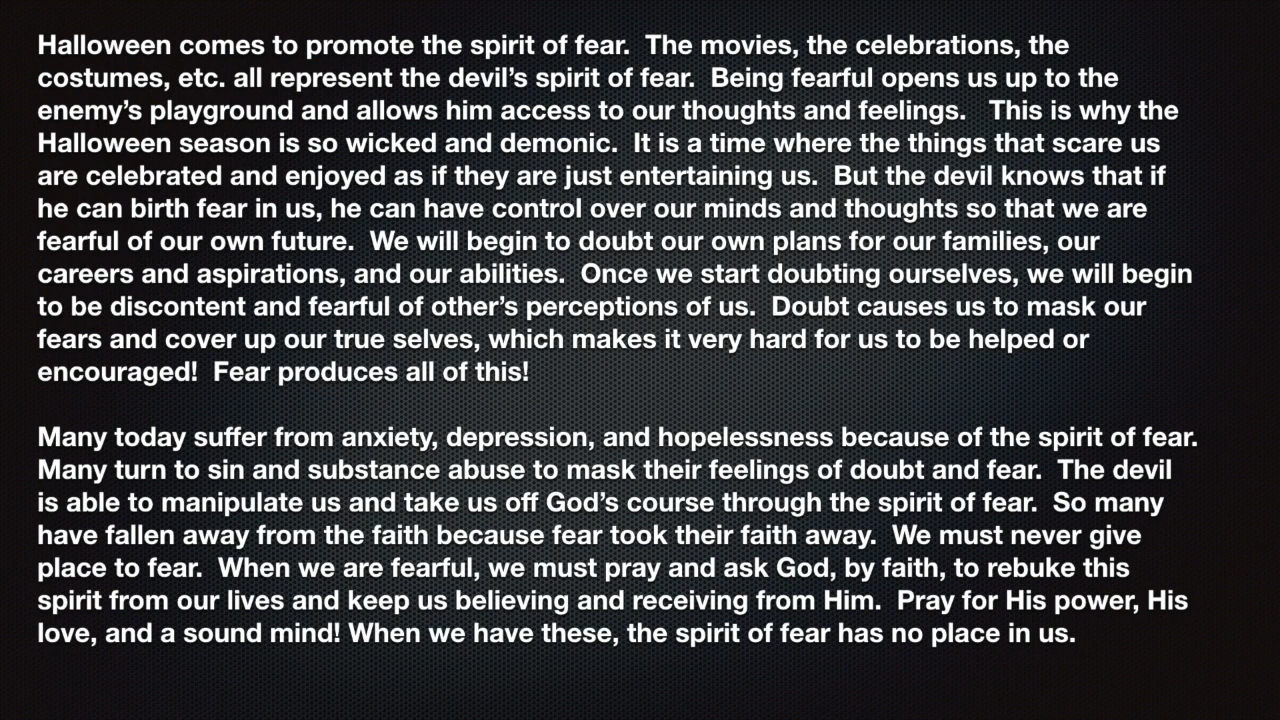 Halloween comes to promote the spirit of fear.  The movies, the celebrations, the
costumes, etc. all represent the devil’s spirit of fear.  Being fearful opens us up to the
enemy’s playground and allows him access to our thoughts and feelings.   This is why the
Halloween season is so wicked and demonic.  It is a time where the things that scare us
are celebrated and enjoyed as if they are just entertaining us.  But the devil knows that if
he can birth fear in us, he can have control over our minds and thoughts so that we are
fearful of our own future.  We will begin to doubt our own plans for our families, our
careers and aspirations, and our abilities.  Once we start doubting ourselves, we will begin
to be discontent and fearful of other’s perceptions of us.  Doubt causes us to mask our
fears and cover up our true selves, which makes it very hard for us to be helped or
encouraged!  Fear produces all of this!

Many today suffer from anxiety, depression, and hopelessness because of the spirit of fear.
Many turn to sin and substance abuse to mask their feelings of doubt and fear.  The devil
is able to manipulate us and take us off God’s course through the spirit of fear.  So many
have fallen away from the faith because fear took their faith away.  We must never give
place to fear.  When we are fearful, we must pray and ask God, by faith, to rebuke this
spirit from our lives and keep us believing and receiving from Him.  Pray for His power, His
love, and a sound mind! When we have these, the spirit of fear has no place in us.